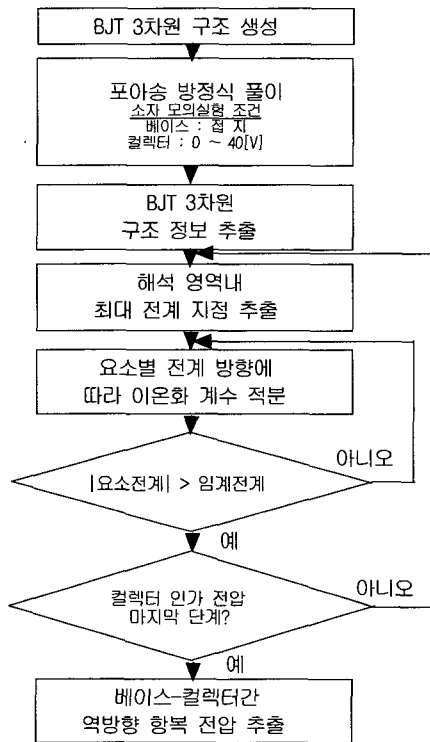 BJT 3차원 구조 생성
포아송 방정식 풀이
소자 모의실험 조건
베이스 : 접 지
컬렉터 : 0 ~ 40[V]
BJT 3차원
구조 정보 추출
해석 영역내
최대 전계 지점 추출
요소별 전계 방향에
따라 이온화 계수 적분
|요소전계| > 임계전계
아니오
예
컬렉터 인가 전압
마지막 단계?
아니오
예
베이스-컬렉터간
역방향 항복 전압 추출